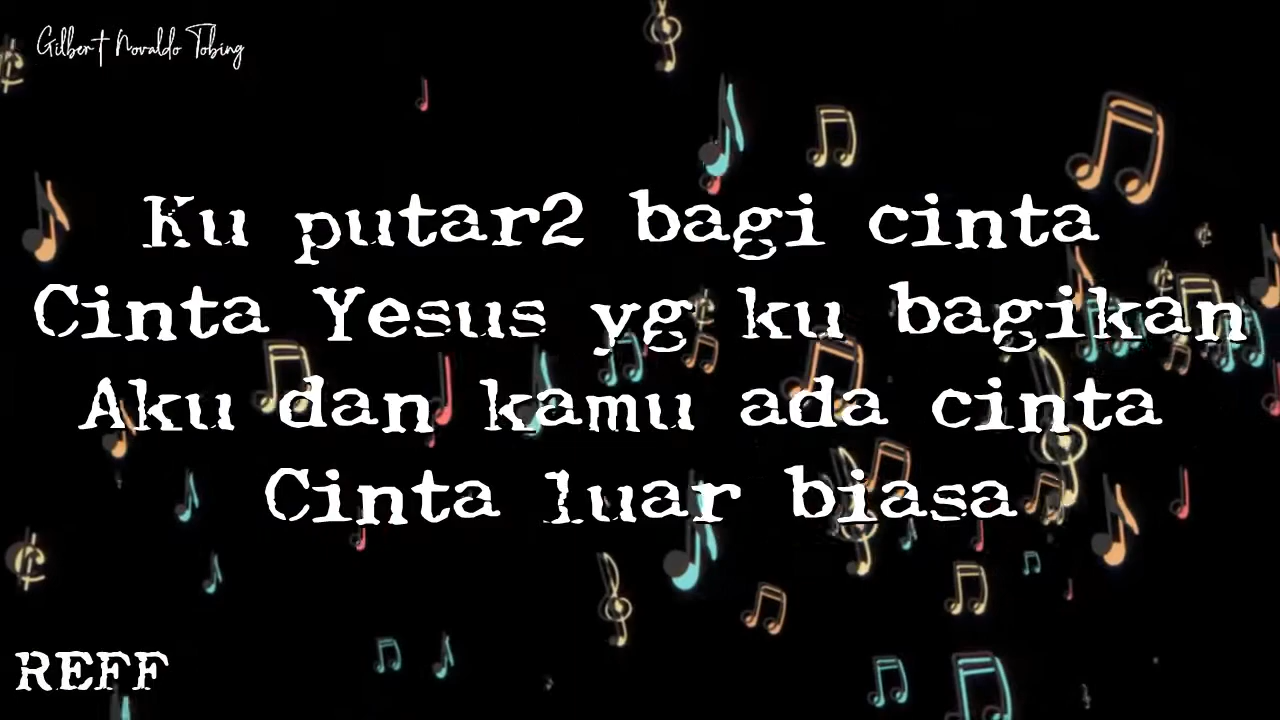 Gilbert Novaldo Tobing
Ku putar2 bagi cinta
Cinta Yesus yg ku bagikan
Aku dan kamu ada cinta
Cinta luar biasa
REFF